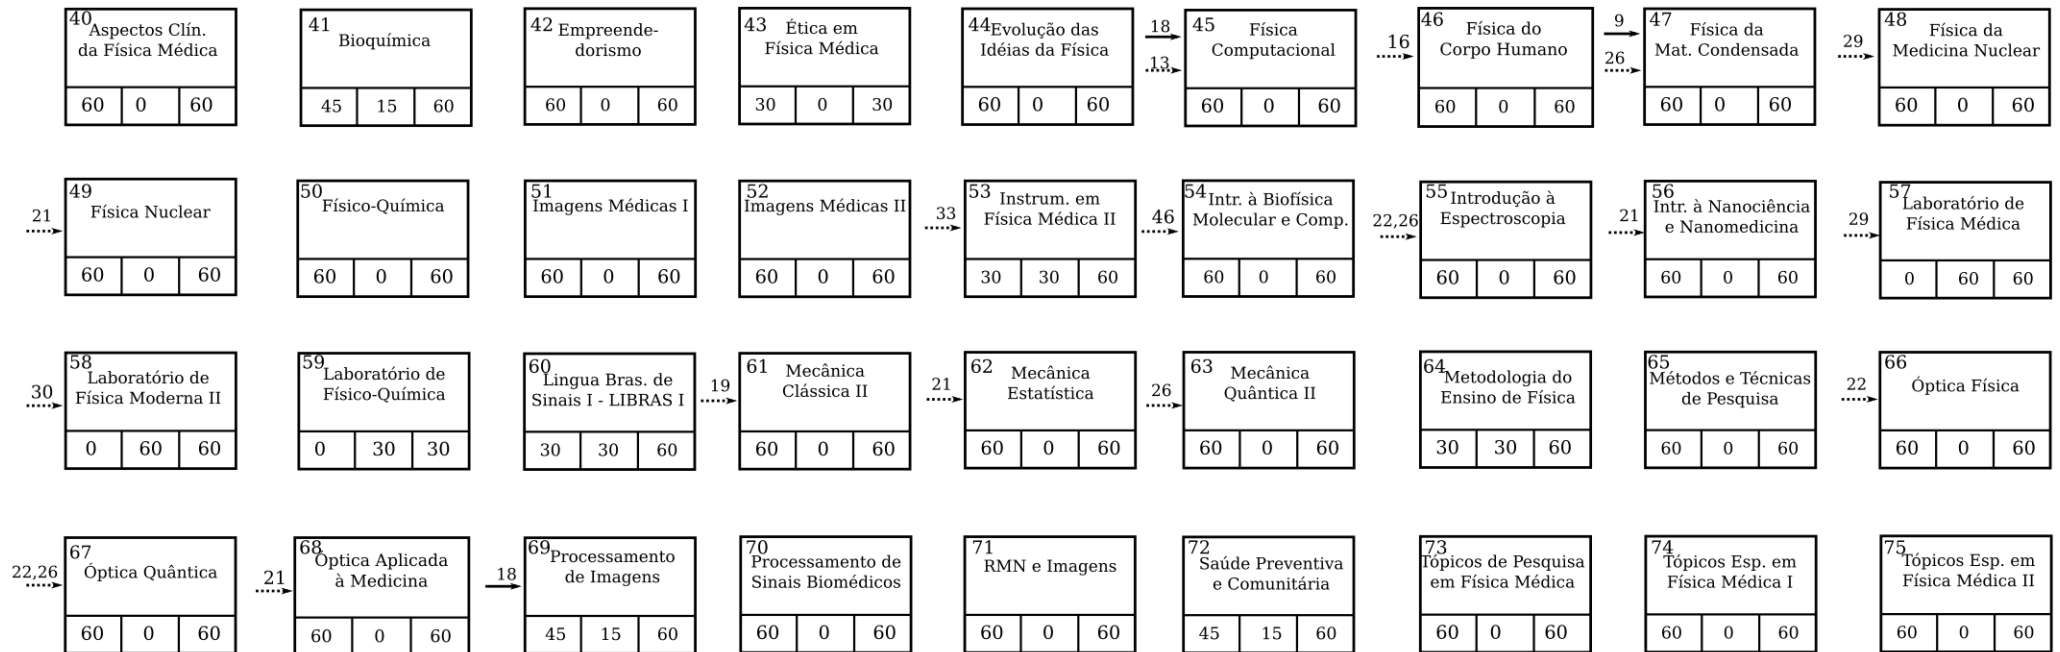 40
Aspectos Clín.
da Física Médica
60 0 60
41
Bioquímica
45 15 60
42 Empreende-
dorismo
60 0 60
43 Ética em
Física Médica
30 0 30
44 Evolução das
Idéias da Física
60 0 60
18
13
45 Física
Computacional
60 0 60
16
46 Física do
Corpo Humano
60 0 60
9
26
47 Física da
Mat. Condensada
60 0 60
29
48 Física da
Medicina Nuclear
60 0 60
21
49
Física Nuclear
60 0 60
50
Físico-Química
60 0 60
51
Imagens Médicas I
60 0 60
52
Imagens Médicas II
60 0 60
33
53 Instrum. em
Física Médica II
30 30 60
46
54 Intr. à Biofísica
Molecular e Comp.
60 0 60
22,26
55 Introdução à
Espectroscopia
60 0 60
21
56
Intr. à Nanociência
e Nanomedicina
60 0 60
29
57
Laboratório de
Física Médica
0 60 60
30
58
Laboratório de
Física Moderna II
0 60 60
59
Laboratório de
Físico-Química
0 30 30
60
Lingua Bras. de
Sinais I - LIBRAS I
30 30 60
19
61 Mecânica
Clássica II
60 0 60
21
62 Mecânica
Estatística
60 0 60
26
63 Mecânica
Quântica II
60 0 60
64
Metodologia do
Ensino de Física
30 30 60
65
Métodos e Técnicas
de Pesquisa
60 0 60
22
66
Óptica Física
60 0 60
22,26
67
Óptica Quântica
60 0 60
21
68
Óptica Aplicada
à Medicina
60 0 60
18
69 Processamento
de Imagens
45 15 60
70
Processamento de
Sinais Biomédicos
60 0 60
71
RMN e Imagens
60 0 60
72
Saúde Preventiva
e Comunitária
45 15 60
73
Tópicos de Pesquisa
em Física Médica
60 0 60
74
Tópicos Esp. em
Física Médica I
60 0 60
75
Tópicos Esp. em
Física Médica II
60 0 60